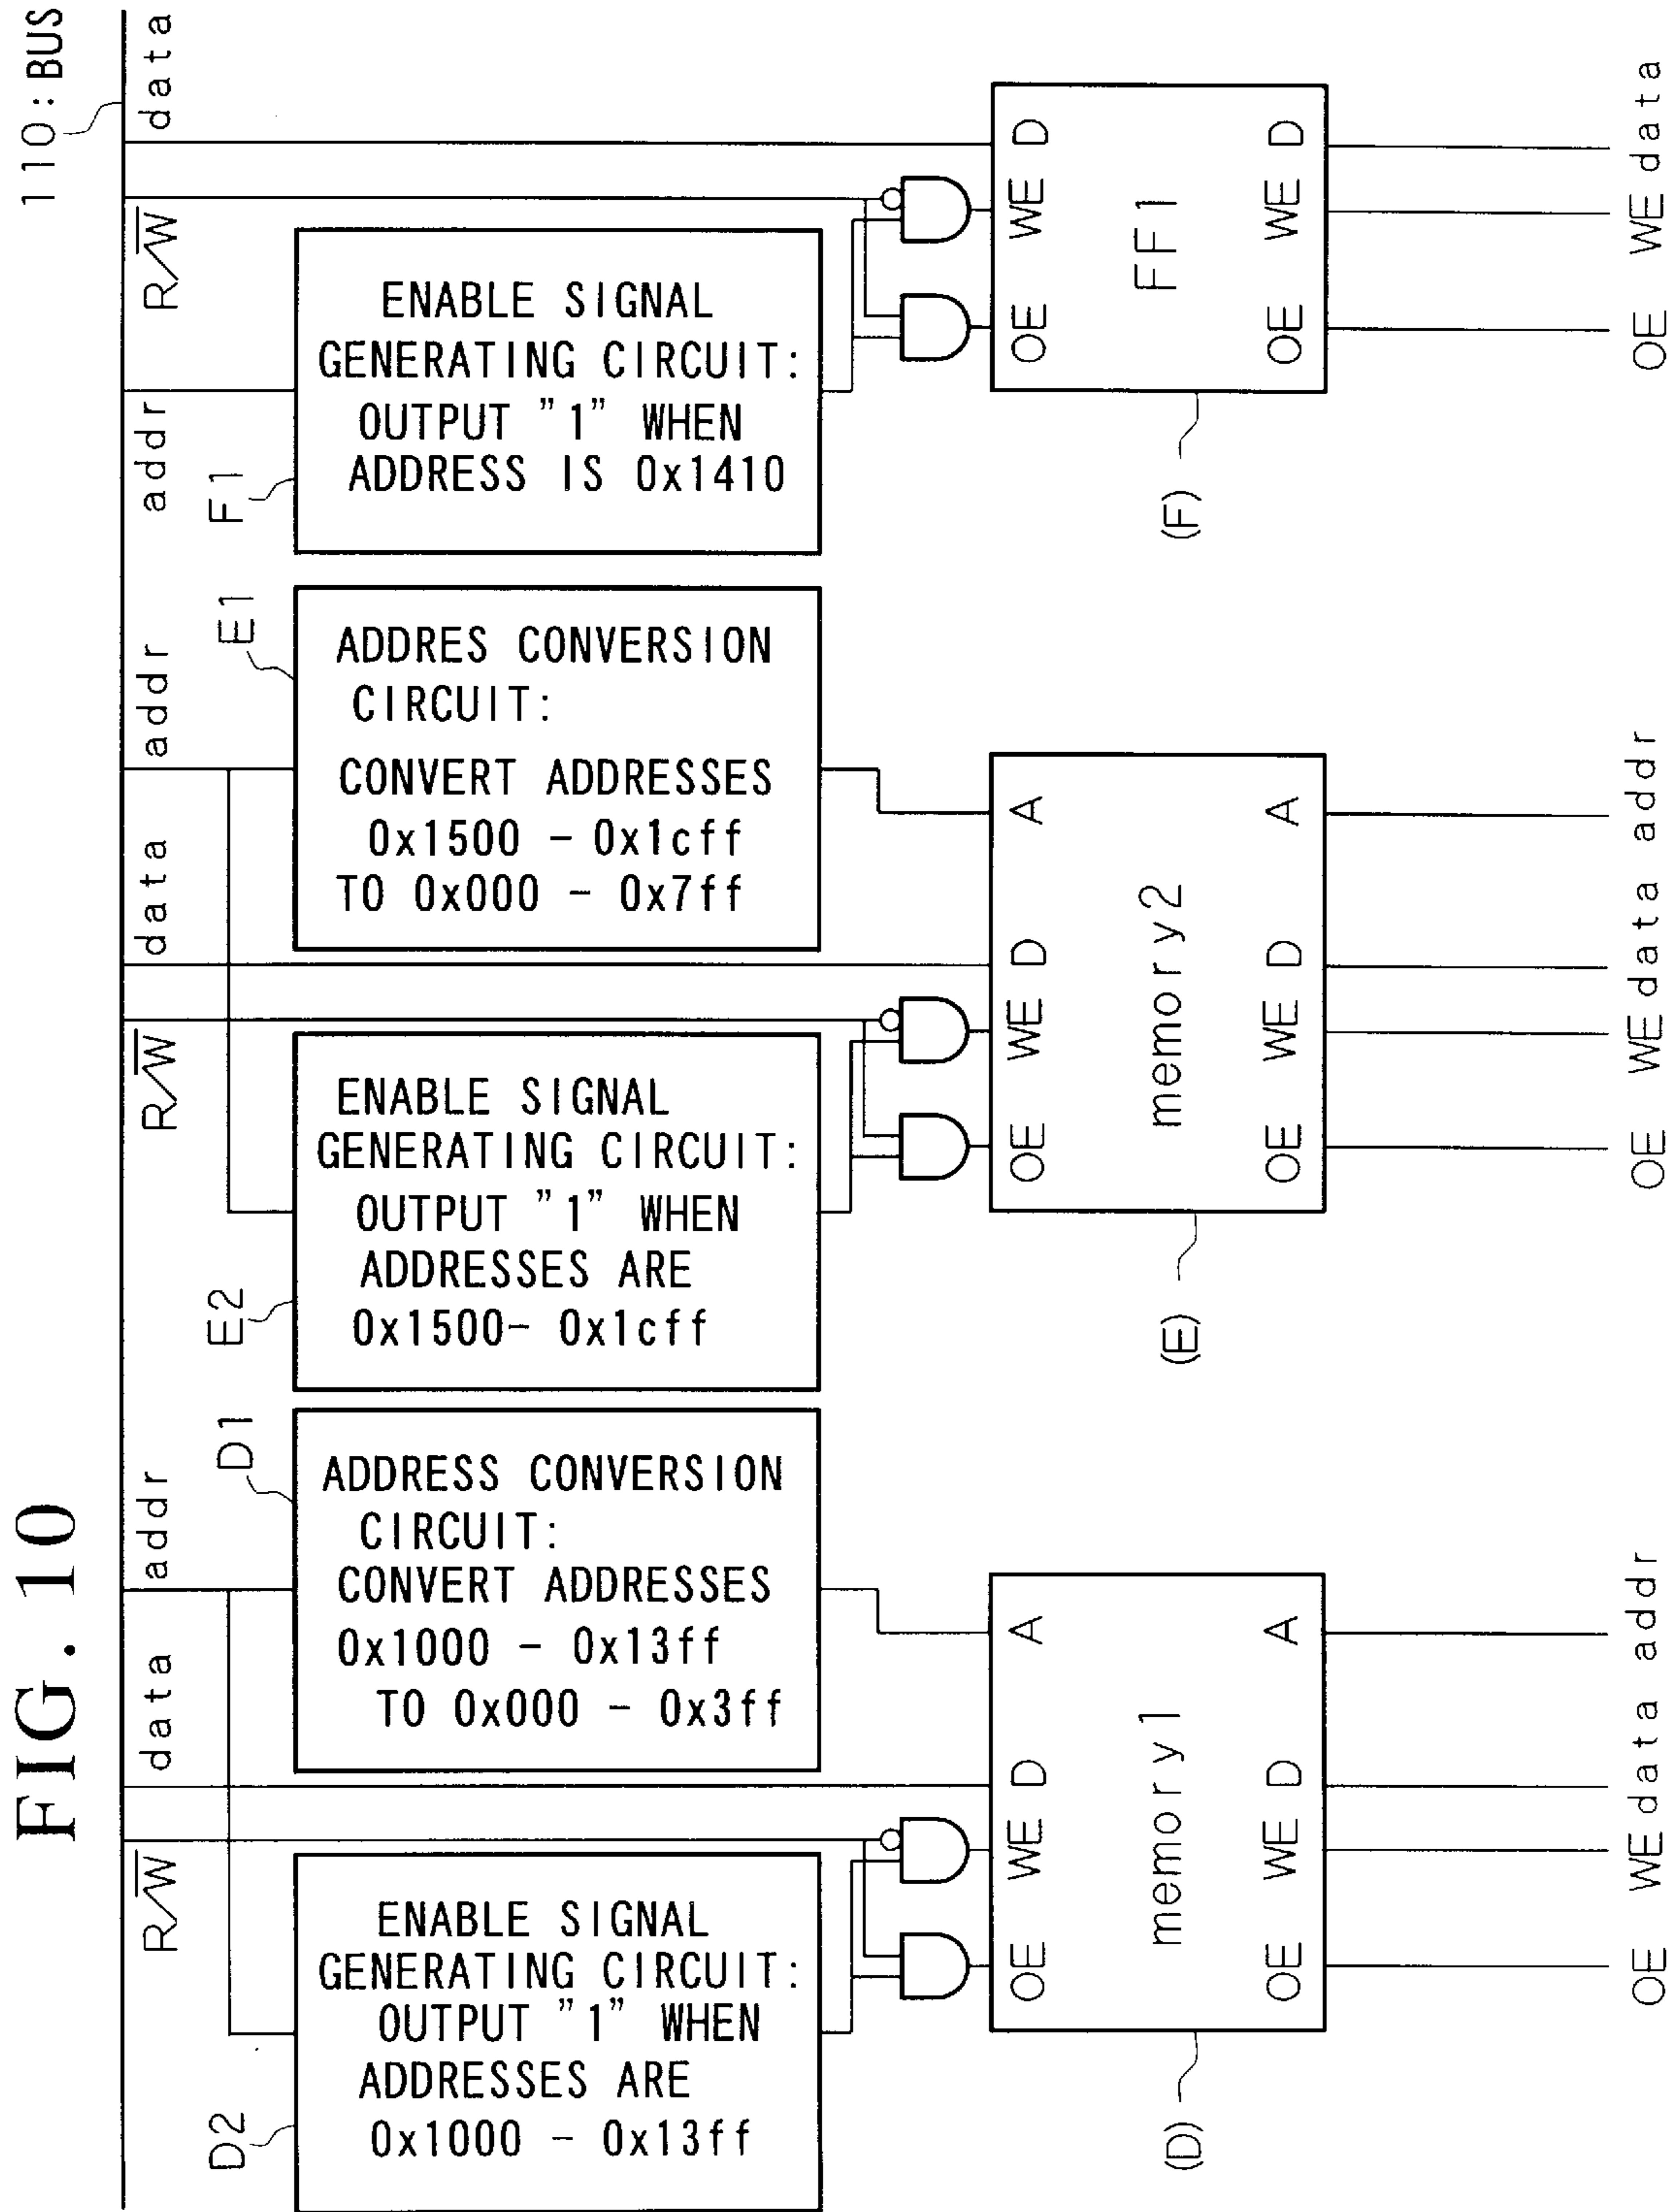 FIG. 10
110:BUS
R/W̅
data
addr
R/W̅
data
addr
addr
R/W̅
data
D2
ENABLE SIGNAL
GENERATING CIRCUIT:
OUTPUT "1" WHEN
ADDRESSES ARE
0x1000 - 0x13ff
D1
ADDRESS CONVERSION
CIRCUIT:
CONVERT ADDRESSES
0x1000 - 0x13ff
TO 0x000 - 0x3ff
E2
ENABLE SIGNAL
GENERATING CIRCUIT:
OUTPUT "1" WHEN
ADDRESSES ARE
0x1500- 0x1cff
E1
ADDRES CONVERSION
CIRCUIT:
CONVERT ADDRESSES
0x1500 - 0x1cff
TO 0x000 - 0x7ff
F1
ENABLE SIGNAL
GENERATING CIRCUIT:
OUTPUT "1" WHEN
ADDRESS IS 0x1410
OE WE D A
memory1
OE WE D A
(D)
OE WE data addr
OE WE D A
memory2
OE WE D A
(E)
OE WE data addr
OE WE D
FF1
OE WE D
(F)
OE WE data